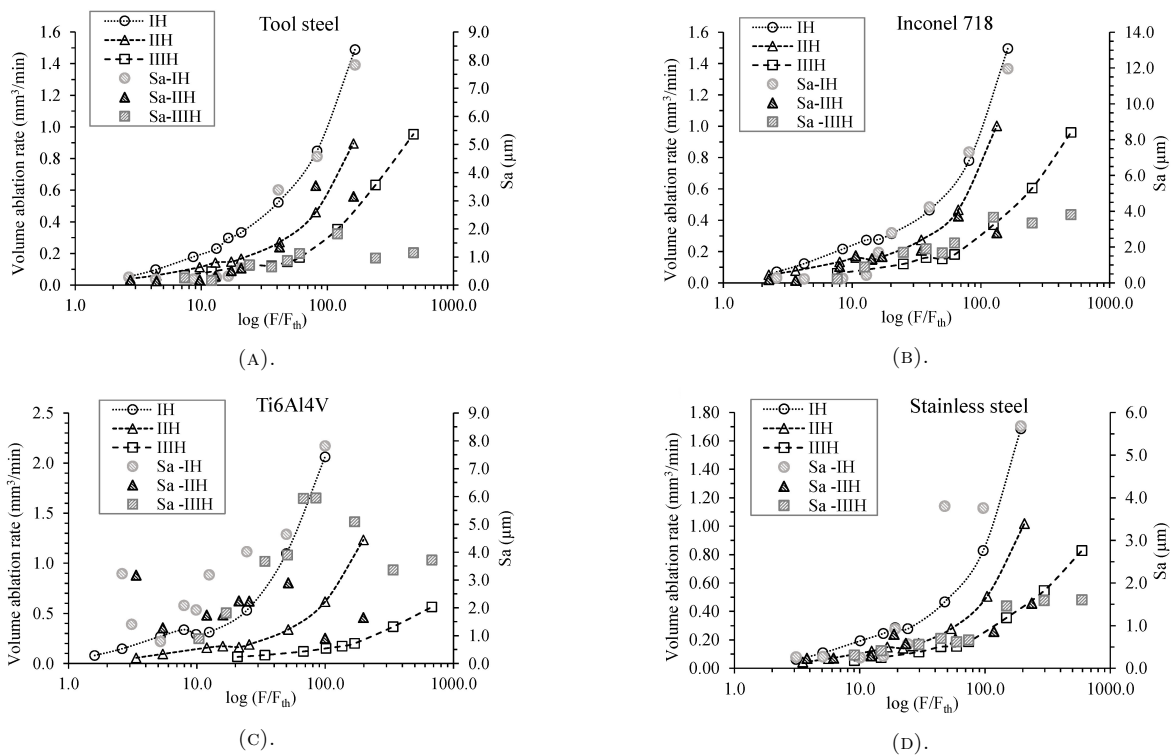 Tool steel
IH
IIH
IIIH
Sa-IH
Sa-IIH
Sa-IIIH
Volume ablation rate (mm³/min)
1.6
1.4
1.2
1.0
0.8
0.6
0.4
0.2
0.0
9.0
8.0
7.0
6.0
5.0
4.0
3.0
2.0
1.0
0.0
Sa (µm)
1.0 10.0 100.0 1000.0
log (F/Fth)
(A).
Inconel 718
IH
IIH
IIIH
Sa-IH
Sa-IIH
Sa -IIIH
Volume ablation rate (mm³/min)
1.6
1.4
1.2
1.0
0.8
0.6
0.4
0.2
0.0
14.0
12.0
10.0
8.0
6.0
4.0
2.0
0.0
Sa (µm)
1.0 10.0 100.0 1000.0
log (F/Fth)
(B).
Ti6Al4V
IH
IIH
IIIH
Sa -IH
Sa -IIH
Sa -IIIH
Volume ablation rate (mm³/min)
2.5
2.0
1.5
1.0
0.5
0.0
9.0
8.0
7.0
6.0
5.0
4.0
3.0
2.0
1.0
0.0
Sa (µm)
1.0 10.0 100.0 1000.0
log (F/Fth)
(C).
Stainless steel
IH
IIH
IIIH
Sa -IH
Sa -IIH
Sa -IIIH
Volume ablation rate (mm³/min)
1.80
1.60
1.40
1.20
1.00
0.80
0.60
0.40
0.20
0.00
6.0
5.0
4.0
3.0
2.0
1.0
0.0
Sa (µm)
1.0 10.0 100.0 1000.0
log (F/Fth)
(D).